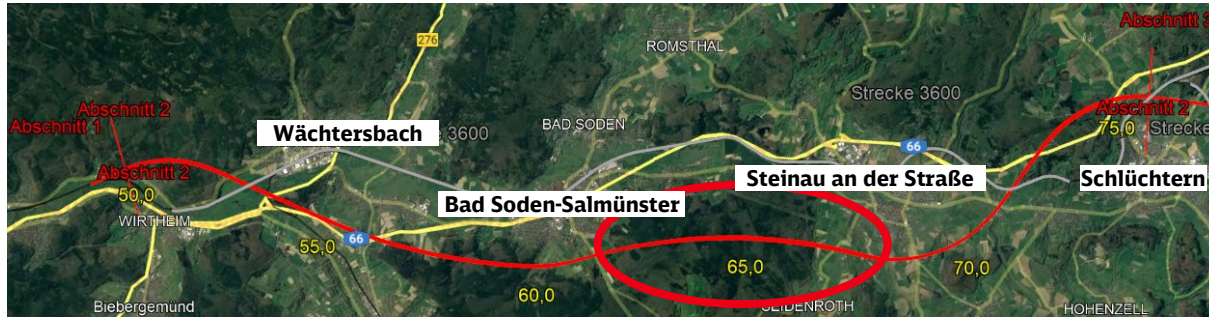 276
ROMSTHAL
Abschnitt 3
Strecke 3600
Abschnitt 2
Abschnitt 2
Abschnitt 1
Wächtersbach
3600
BAD SODEN
75,0
Strecke
66
Abschnitt 2
Steinau an der Straße
Schlüchtern
50,0
Bad Soden-Salmünster
WIRTHEIM
66
55,0
65,0
70,0
60,0
Biebergemünd
HOHENZELL